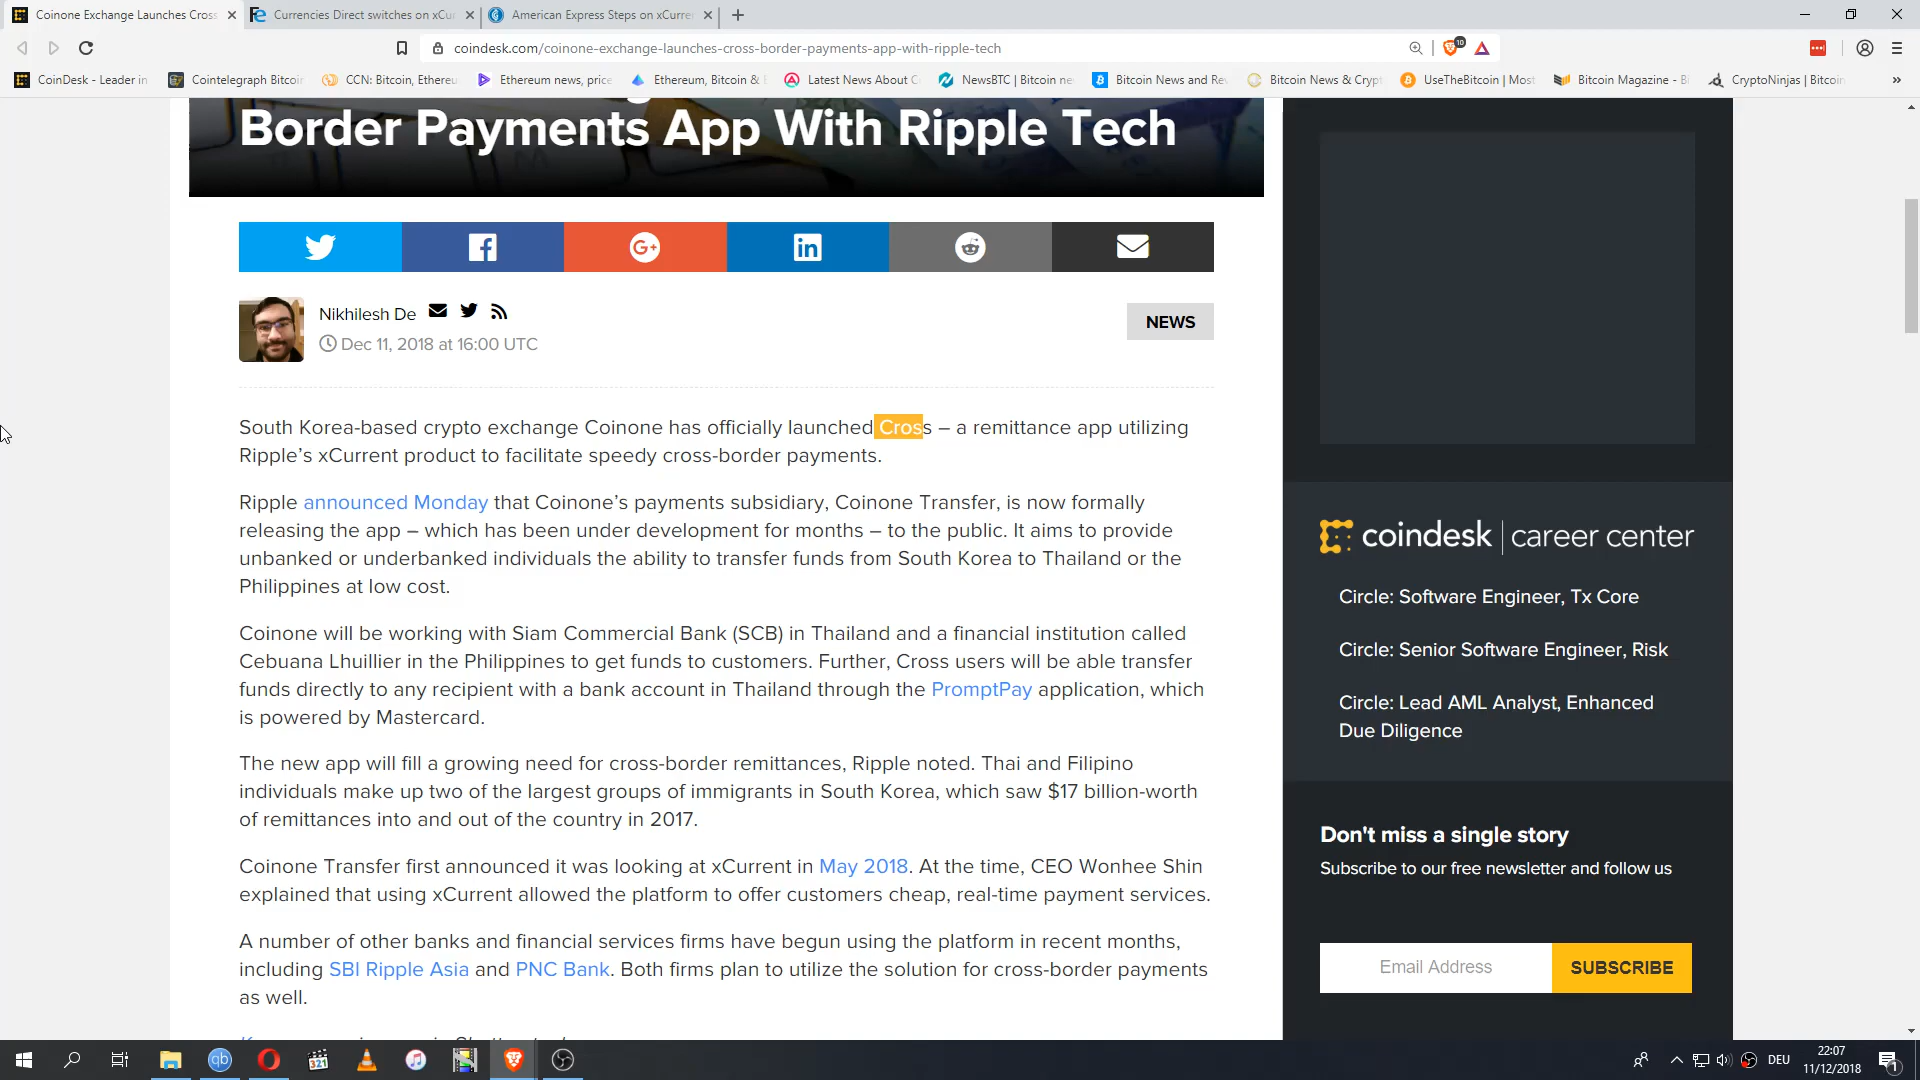 Coinone Exchange Launches Cross
Currencies Direct switches on xCur
American Express Steps on xCurre
coindesk.com/coinone-exchange-launches-cross-border-payments-app-with-ripple-tech
10
CoinDesk - Leader in
Cointelegraph Bitcoi
CCN: Bitcoin, Ethere
Ethereum news, price
Ethereum, Bitcoin &
Latest News About C
NewsBTC | Bitcoin ne
Bitcoin News and Re
Bitcoin News & Crypt
UseTheBitcoin | Most
Bitcoin Magazine - B
CryptoNinjas | Bitcoi
»
Border Payments App With Ripple Tech
G+
in
Nikhilesh De
Dec 11, 2018 at 16:00 UTC
NEWS
South Korea-based crypto exchange Coinone has officially launched Cross – a remittance app utilizing
Ripple’s xCurrent product to facilitate speedy cross-border payments.
Ripple announced Monday that Coinone’s payments subsidiary, Coinone Transfer, is now formally
releasing the app – which has been under development for months – to the public. It aims to provide
unbanked or underbanked individuals the ability to transfer funds from South Korea to Thailand or the
Philippines at low cost.
Coinone will be working with Siam Commercial Bank (SCB) in Thailand and a financial institution called
Cebuana Lhuillier in the Philippines to get funds to customers. Further, Cross users will be able transfer
funds directly to any recipient with a bank account in Thailand through the PromptPay application, which
is powered by Mastercard.
The new app will fill a growing need for cross-border remittances, Ripple noted. Thai and Filipino
individuals make up two of the largest groups of immigrants in South Korea, which saw $17 billion-worth
of remittances into and out of the country in 2017.
Coinone Transfer first announced it was looking at xCurrent in May 2018. At the time, CEO Wonhee Shin
explained that using xCurrent allowed the platform to offer customers cheap, real-time payment services.
A number of other banks and financial services firms have begun using the platform in recent months,
including SBI Ripple Asia and PNC Bank. Both firms plan to utilize the solution for cross-border payments
as well.
coindesk | career center
Circle: Software Engineer, Tx Core
Circle: Senior Software Engineer, Risk
Circle: Lead AML Analyst, Enhanced
Due Diligence
Don't miss a single story
Subscribe to our free newsletter and follow us
Email Address
SUBSCRIBE
qb
321
DEU
22:07
11/12/2018
1